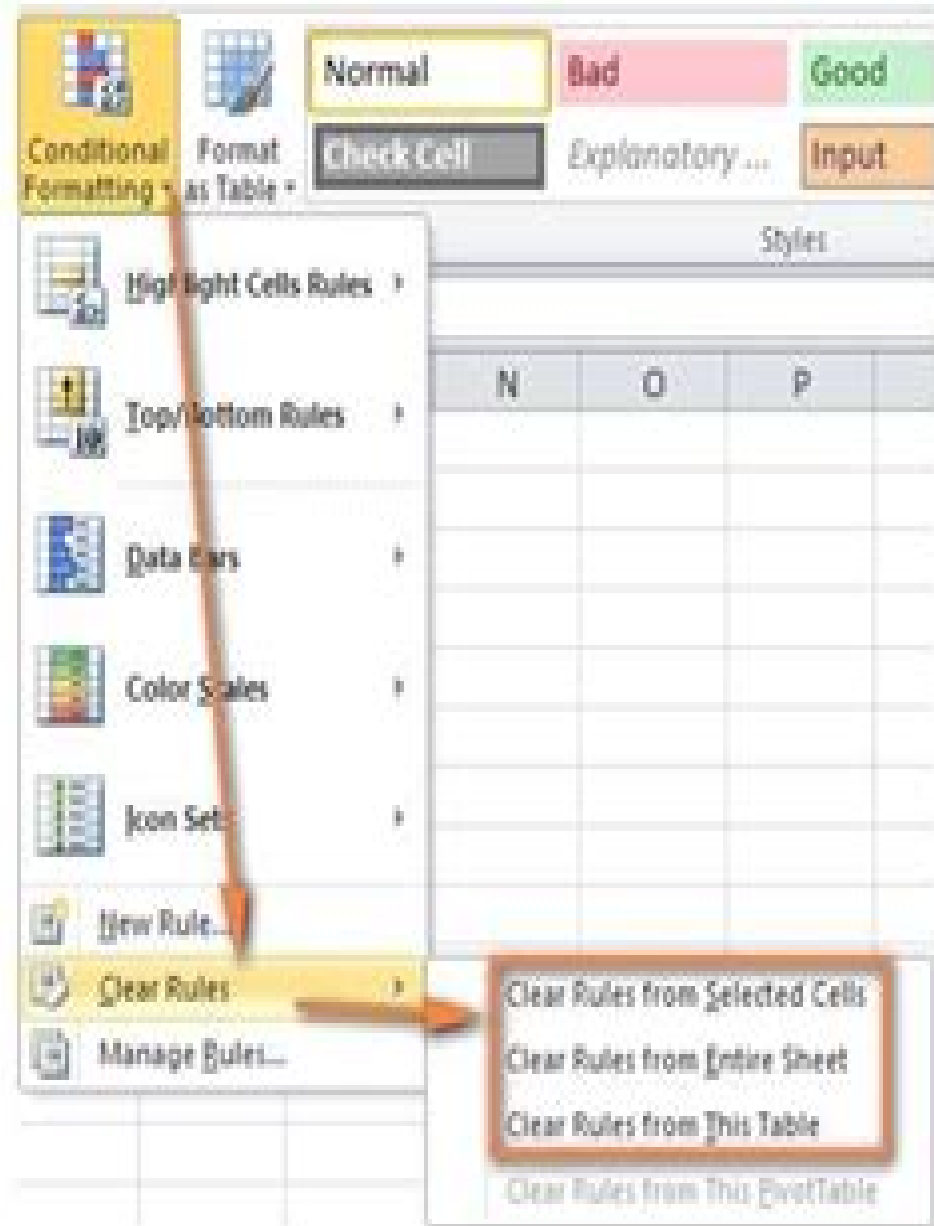 Normal Bad Good
Conditional Formatting Format as Table
Check Cell Explanatory ... Input
Styles
Highlight Cells Rules
N O P
Top/Bottom Rules
Data Bars
Color Scales
Icon Sets
New Rule...
Clear Rules
Clear Rules from Selected Cells
Manage Rules...
Clear Rules from Entire Sheet
Clear Rules from This Table
Clear Rules from This PivotTable